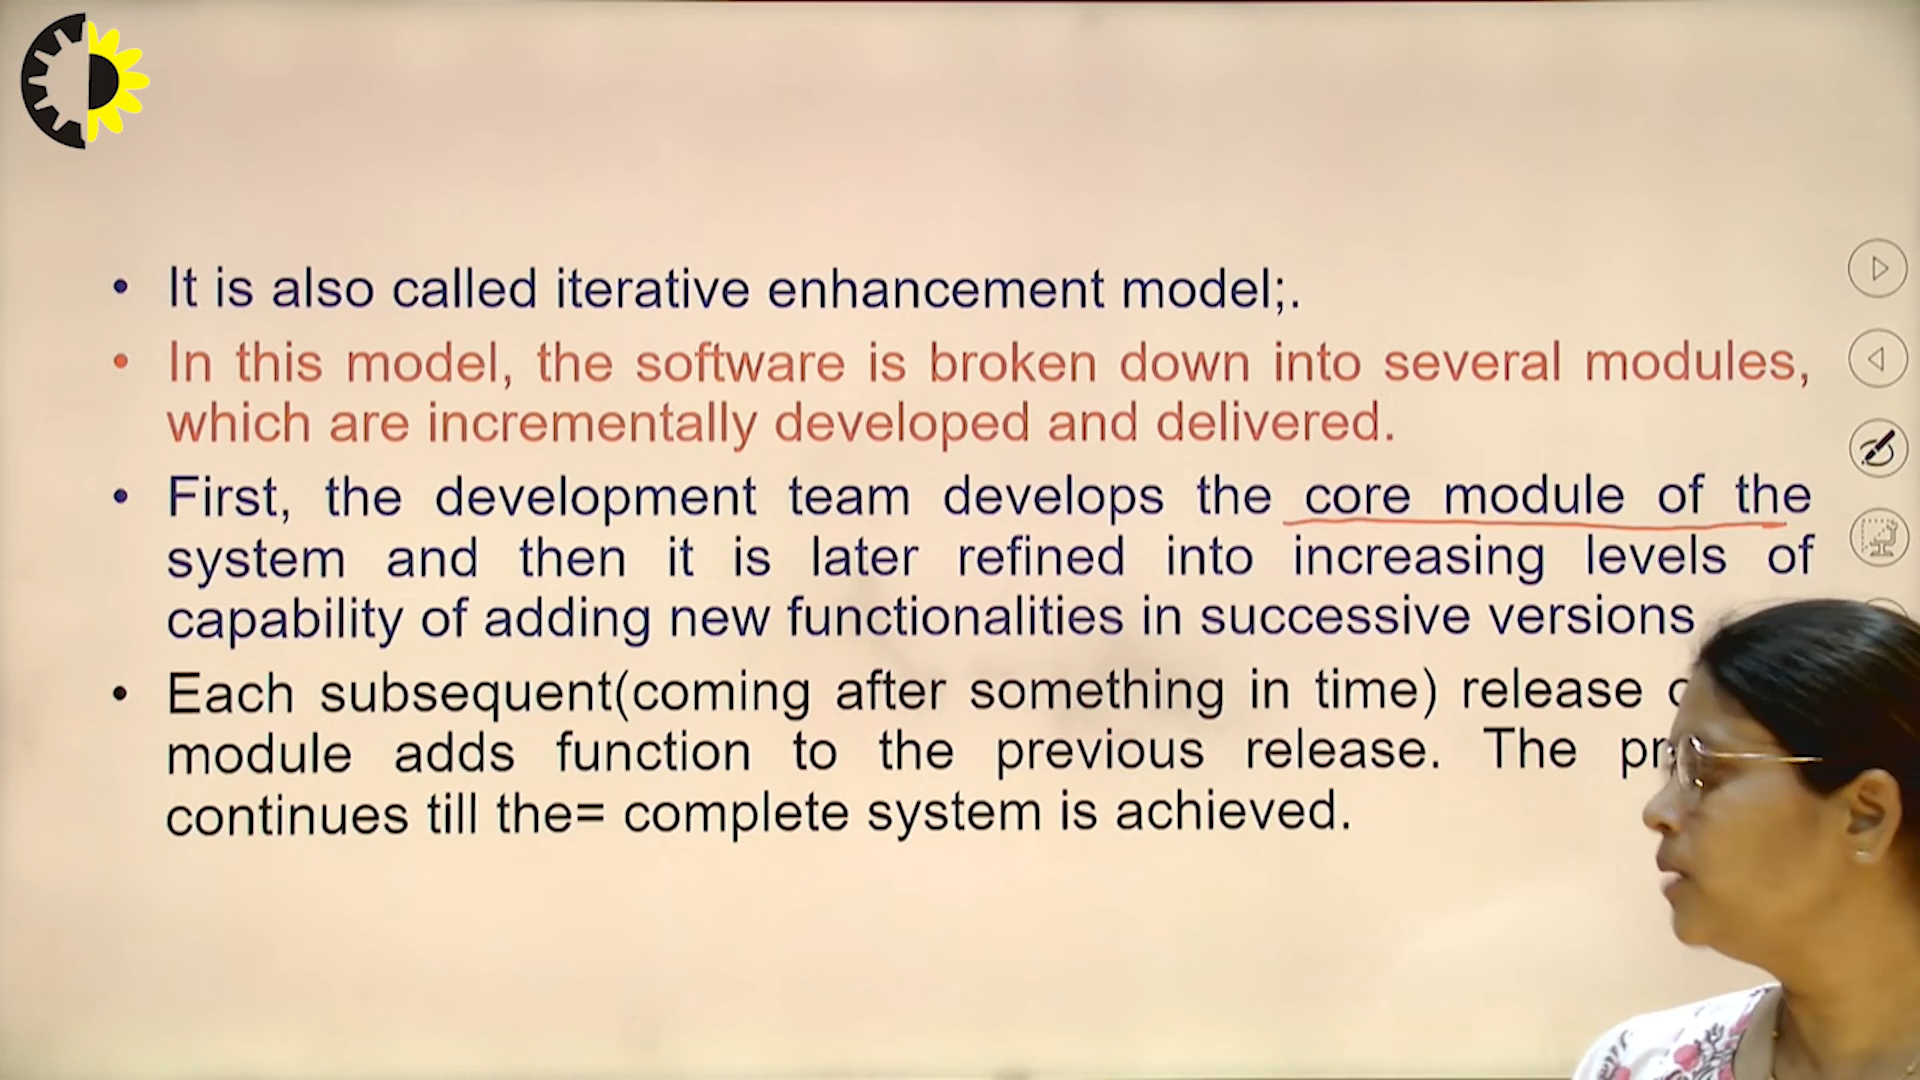 • It is also called iterative enhancement model;.
• In this model, the software is broken down into several modules,
which are incrementally developed and delivered.
• First, the development team develops the core module of the
system and then it is later refined into increasing levels of
capability of adding new functionalities in successive versions
• Each subsequent(coming after something in time) release
module adds function to the previous release. The
continues till the= complete system is achieved.